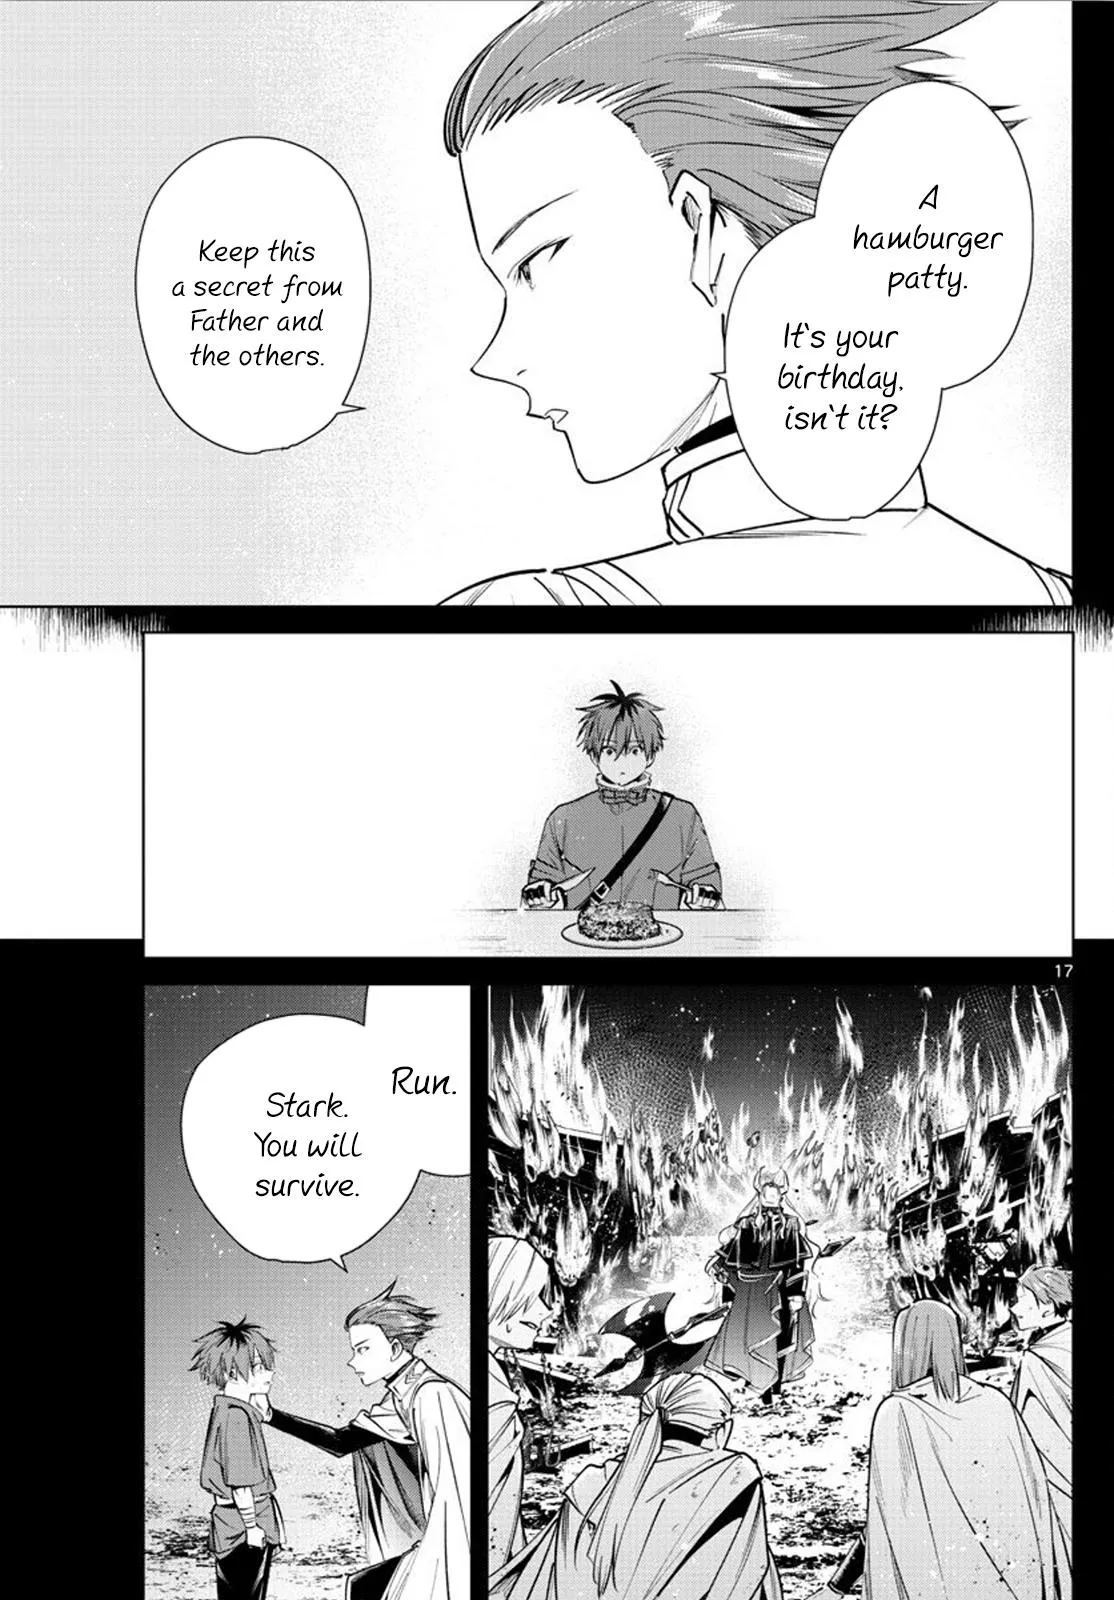 A
hamburger
patty.
It's your
birthday,
isn't it?
Keep this
a secret from
Father and
the others.
17
Run.
Stark.
You will
survive.